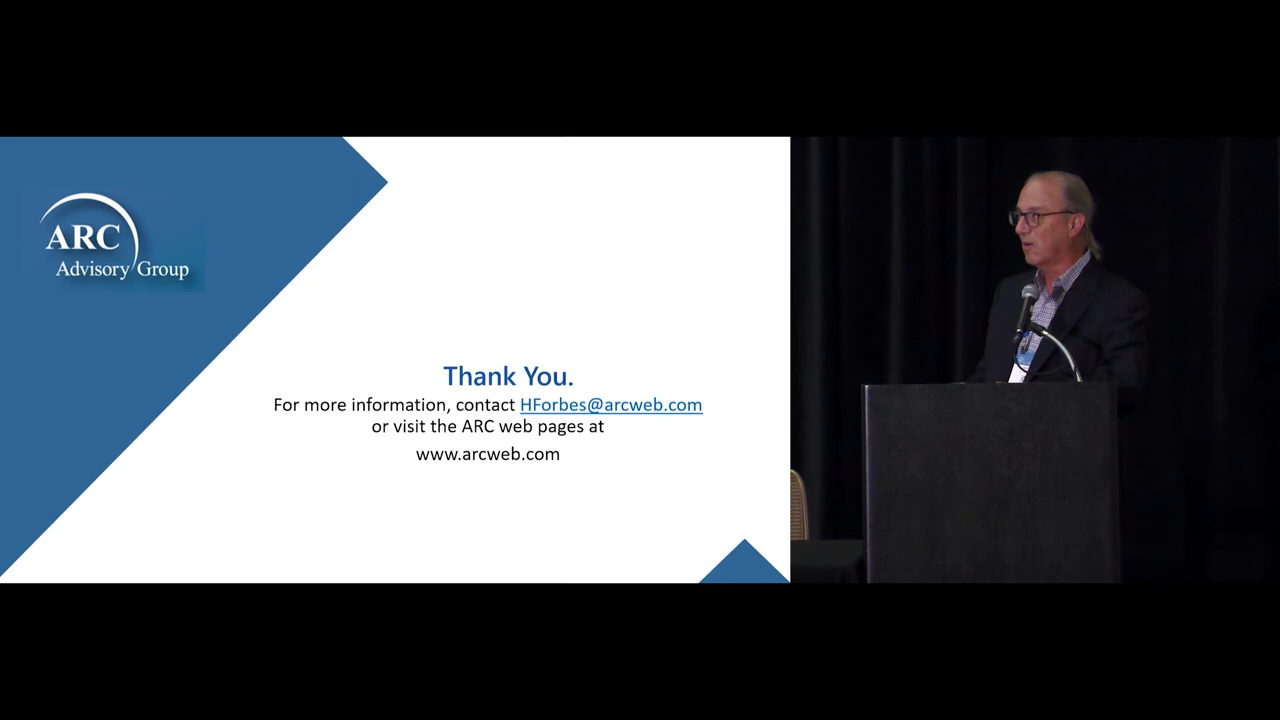 ARC
Advisory Group
Thank You.
For more information, contact HForbes@arcweb.com
or visit the ARC web pages at
www.arcweb.com